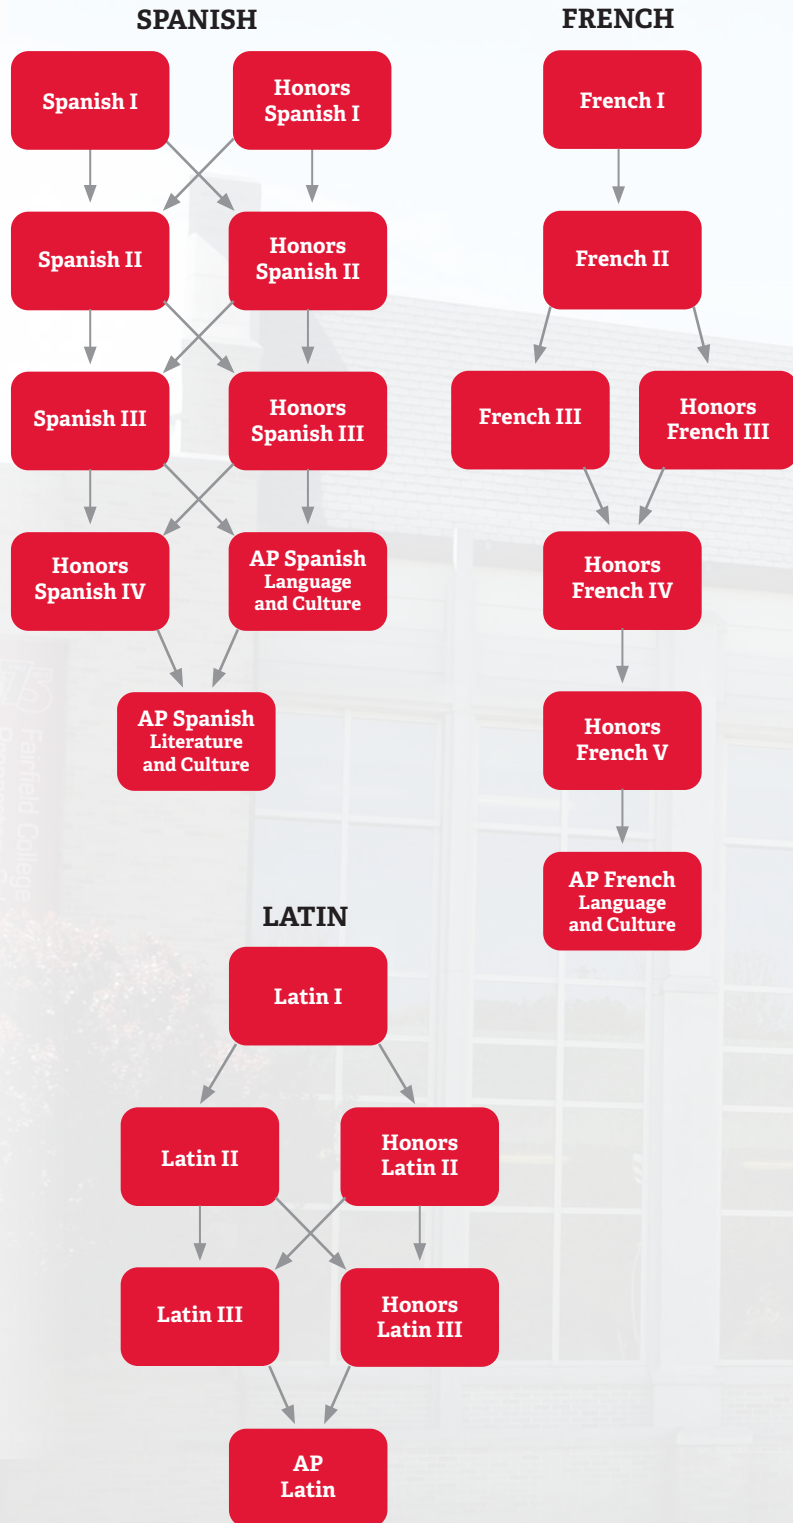 SPANISH
Spanish I
Honors
Spanish I
Spanish II
Honors
Spanish II
Spanish III
Honors
Spanish III
Honors
Spanish IV
AP Spanish
Language
and Culture
AP Spanish
Literature
and Culture
FRENCH
French I
French II
French III
Honors
French III
Honors
French IV
Honors
French V
AP French
Language
and Culture
LATIN
Latin I
Latin II
Honors
Latin II
Latin III
Honors
Latin III
AP
Latin
75
Fairfield College